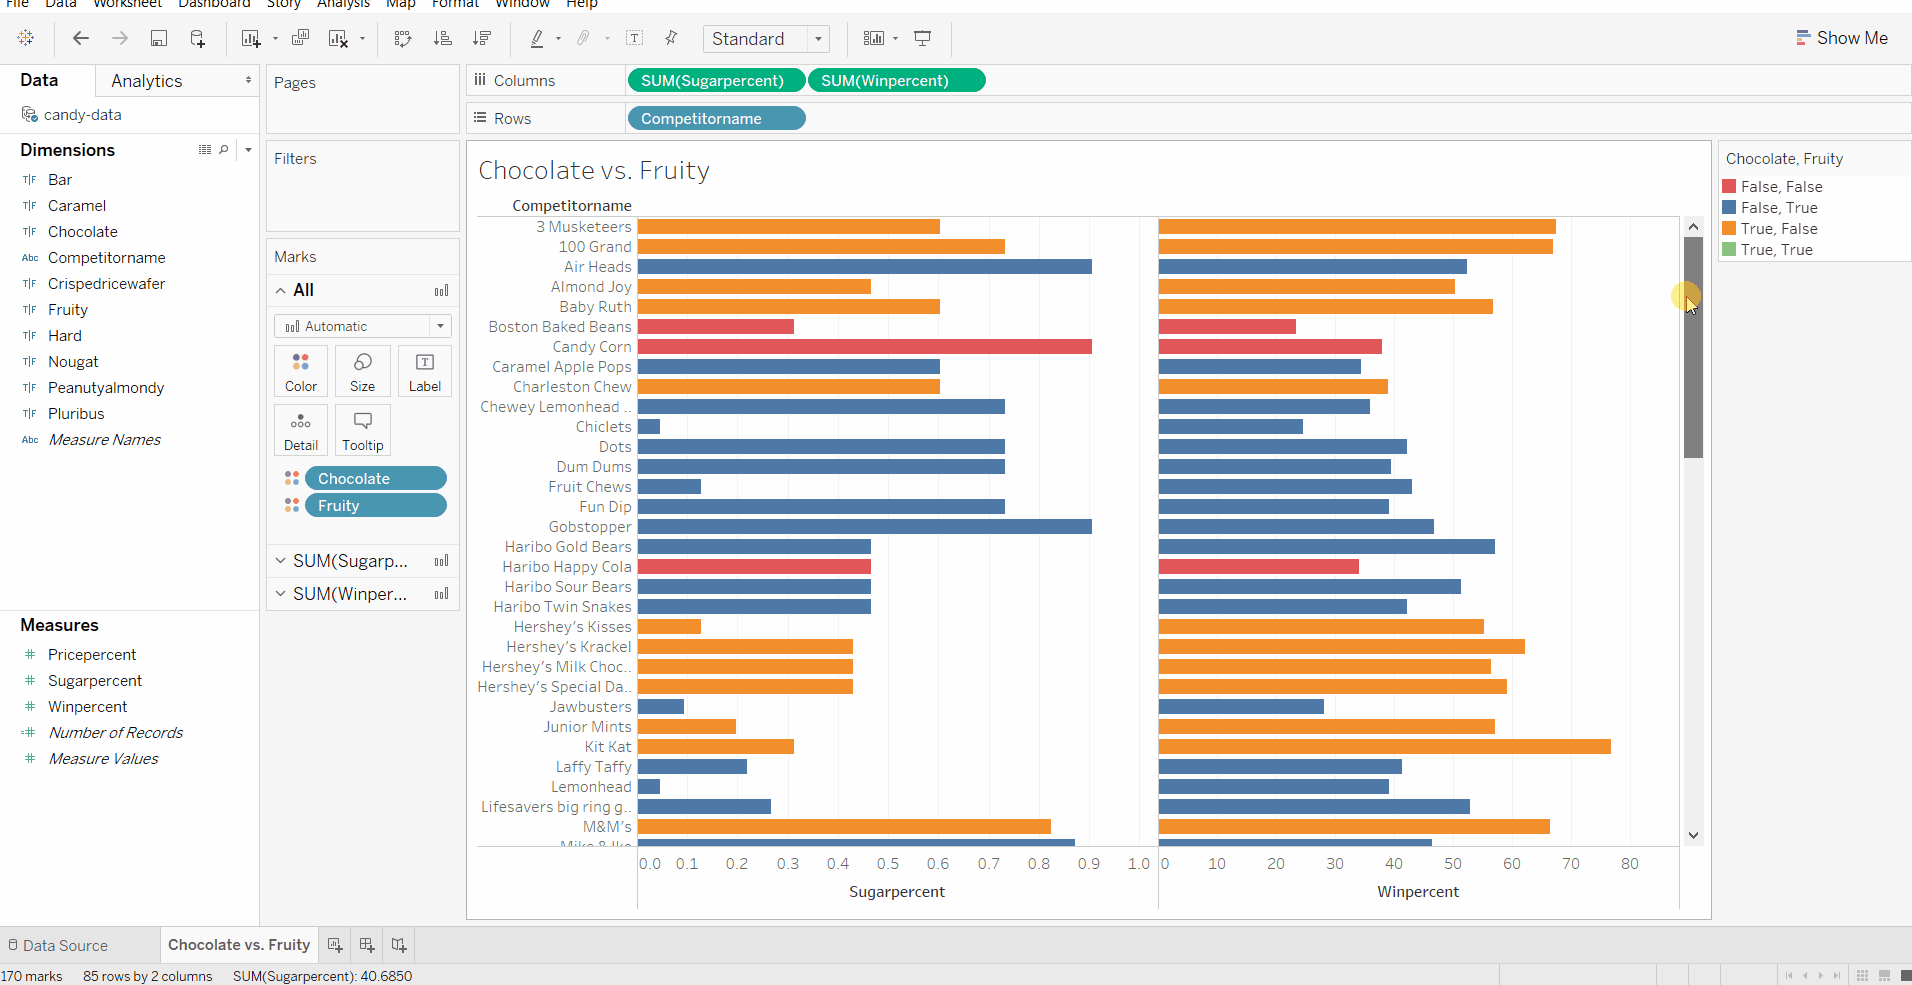 File Data Worksheet Dashboard Story Analysis Map Format Window Help
Standard
Show Me
Data Analytics
candy-data
Dimensions
T|F Bar
T|F Caramel
T|F Chocolate
Abc Competitorname
T|F Crispedricewafer
T|F Fruity
T|F Hard
T|F Nougat
T|F Peanutyalmondy
T|F Pluribus
Abc Measure Names
Measures
# Pricepercent
# Sugarpercent
# Winpercent
=# Number of Records
# Measure Values
Pages
Filters
Marks
All
Automatic
Color Size Label
Detail Tooltip
Chocolate
Fruity
SUM(Sugarp...
SUM(Winper...
Columns SUM(Sugarpercent) SUM(Winpercent)
Rows Competitorname
Chocolate vs. Fruity
Competitorname
3 Musketeers
100 Grand
Air Heads
Almond Joy
Baby Ruth
Boston Baked Beans
Candy Corn
Caramel Apple Pops
Charleston Chew
Chewey Lemonhead ..
Chiclets
Dots
Dum Dums
Fruit Chews
Fun Dip
Gobstopper
Haribo Gold Bears
Haribo Happy Cola
Haribo Sour Bears
Haribo Twin Snakes
Hershey's Kisses
Hershey's Krackel
Hershey's Milk Choc..
Hershey's Special Da..
Jawbusters
Junior Mints
Kit Kat
Laffy Taffy
Lemonhead
Lifesavers big ring g..
M&M's
Mike & Ike
0.0 0.1 0.2 0.3 0.4 0.5 0.6 0.7 0.8 0.9 1.0 0 10 20 30 40 50 60 70 80
Sugarpercent Winpercent
Chocolate, Fruity
False, False
False, True
True, False
True, True
Data Source Chocolate vs. Fruity
170 marks 85 rows by 2 columns SUM(Sugarpercent): 40.6850